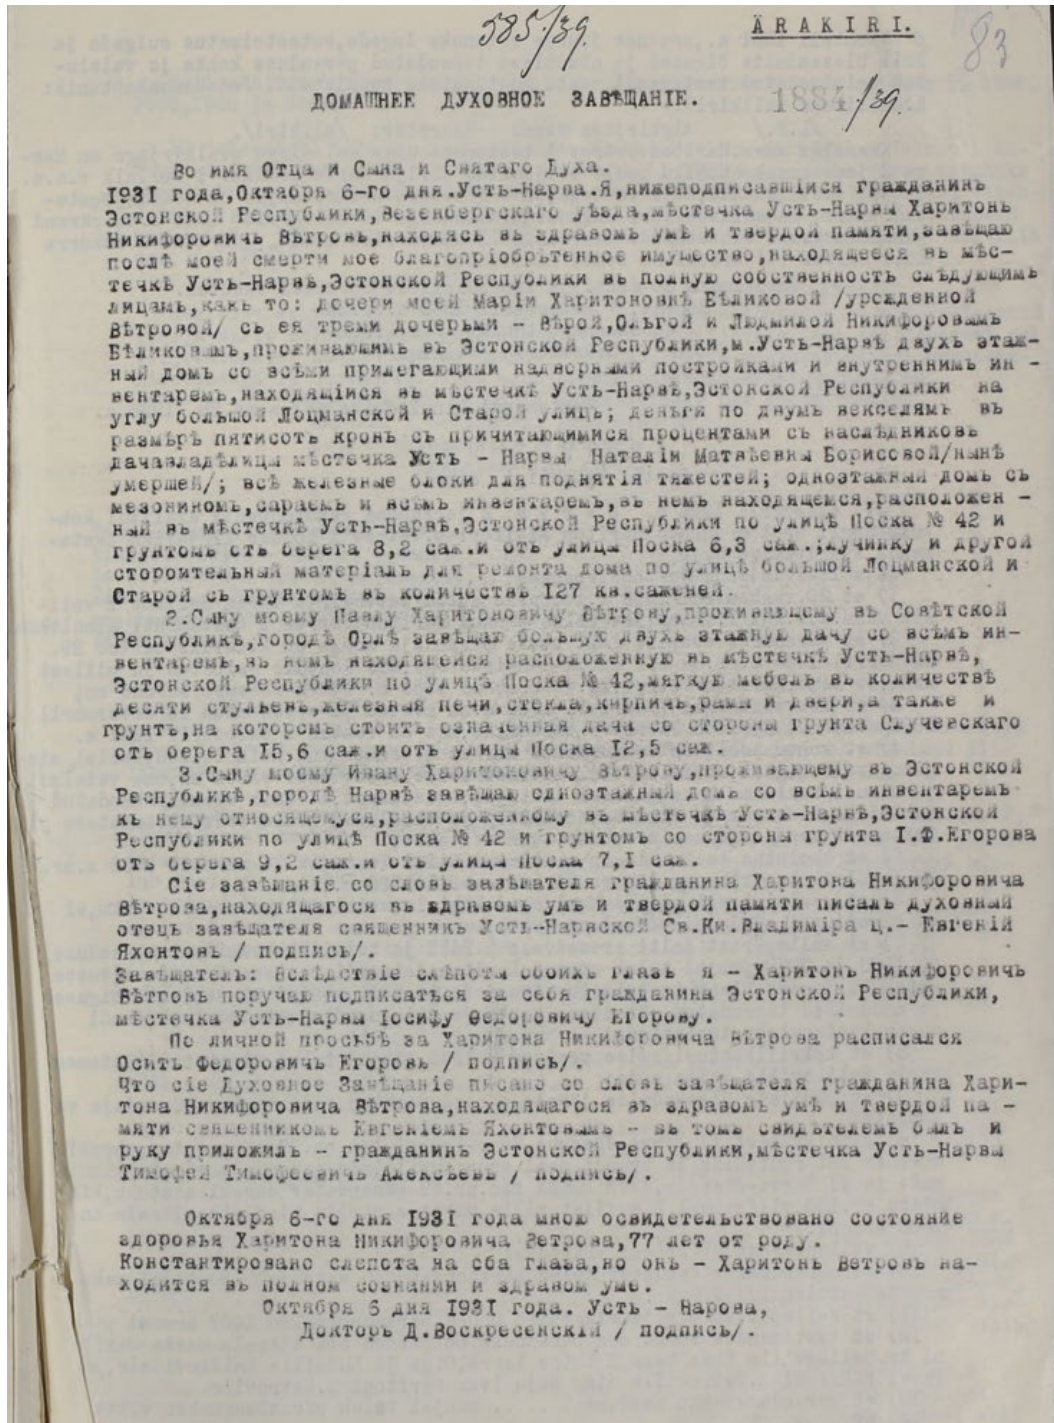 585/39.
ÄRAKIRI.
83
ДОМАШНЕЕ ДУХОВНОЕ ЗАВѢЩАНІЕ.
1884/39.
Во имя Отца и Сына и Святаго Духа.
1931 года,Октября 6-го дня.Усть-Нарва.Я,нижеподписавшійся гражданинъ
Эстонской Республики,Везенбергскаго уѣзда,мѣстечка Усть-Нарвы Харитонъ
Никифоровичъ Вѣтровъ,находясь въ здравомъ умѣ и твердой памяти,завѣщаю
послѣ моей смерти мое благопріобрѣтенное имущество,находящееся въ мѣс-
течкѣ Усть-Нарвѣ,Эстонской Республики въ полную собственность слѣдующимъ
лицамъ,какъ то: дочери моей Маріи Харитоновнѣ Бѣликовой /урожденной
Вѣтровой/ съ ея тремя дочерьми - Вѣрой,Ольгой и Людмилой Никифоровымъ
Бѣликовымъ,проживающимъ въ Эстонской Республики,м.Усть-Нарвѣ двухъ этаж-
ный домъ со всѣми прилегающими надворными постройками и внутреннимъ ин -
вентаремъ,находящійся въ мѣстечкѣ Усть-Нарвѣ,Эстонской Республики на
углу большой Лоцманской и Старой улицъ; деньги по двумъ векселямъ въ
размѣрѣ пятисотъ кронъ съ причитающимися процентами съ наслѣдниковъ
дачавладѣлицы мѣстечка Усть - Нарвы Наталіи Матвѣевны Борисовой/нынѣ
умершей/; всѣ желѣзные блоки для поднятія тяжестей; одноэтажный домъ съ
мезониномъ,сараемъ и всѣмъ инвентаремъ,въ немъ находящемся,расположен -
ный въ мѣстечкѣ Усть-Нарвѣ,Эстонской Республики по улицѣ Поска № 42 и
грунтомъ отъ берега 8,2 саж.и отъ улицы Поска 6,3 саж.;лучинку и другой
стороительный матеріалъ для ремонта дома по улицѣ большой Лоцманской и
Старой съ грунтомъ въ количествѣ 127 кв.саженей.
2.Сыну моему Павлу Харитоновичу Вѣтрову,проживающему въ Совѣтской
Республикѣ,городѣ Орлѣ завѣщаю большую двухъ этажную дачу со всѣмъ ин-
вентаремъ,въ немъ находящейся расположенную въ мѣстечкѣ Усть-Нарвѣ,
Эстонской Республики по улицѣ Поска № 42,мягкую мебель въ количествѣ
десяти стульевъ,желѣзныя печи,стекла,кирпичъ,рамы и двери,а также и
грунтъ,на которомъ стоитъ означенная дача со стороны грунта Случевскаго
отъ берега 15,6 саж.и отъ улицы Поска 12,5 саж.
3.Сыну моему Ивану Харитоновичу Вѣтрову,проживающему въ Эстонской
Республикѣ,городѣ Нарвѣ завѣщаю одноэтажный домъ со всѣмъ инвентаремъ
къ нему относящемуся,расположенному въ мѣстечкѣ Усть-Нарвѣ,Эстонской
Республики по улицѣ Поска № 42 и грунтомъ со стороны грунта І.Ф.Егорова
отъ берега 9,2 саж.и отъ улицы Поска 7,1 саж.
Сіе завѣщаніе со словъ завѣщателя гражданина Харитона Никифоровича
Вѣтрова,находящагося въ здравомъ умѣ и твердой памяти писалъ духовный
отецъ завѣщателя священникъ Усть-Нарвской Св.Кн.Владиміра ц.- Евгеній
Яхонтовъ / подпись/.
Завѣщатель: Вслѣдствіе слѣпоты обоихъ глазъ я - Харитонъ Никифоровичъ
Вѣтровъ поручаю подписаться за себя гражданина Эстонской Республики,
мѣстечка Усть-Нарвы Іосифу Ѳедоровичу Егорову.
По личной просьбѣ за Харитона Никифоровича Вѣтрова расписался
Осипъ Федоровичъ Егоровъ / подпись/.
Что сіе Духовное Завѣщаніе писано со словъ завѣщателя гражданина Хари-
тона Никифоровича Вѣтрова,находящагося въ здравомъ умѣ и твердой па -
мяти священникомъ Евгеніемъ Яхонтовымъ - въ томъ свидѣтелемъ былъ и
руку приложилъ - гражданинъ Эстонской Республики,мѣстечка Усть-Нарвы
Тимофей Тимофеевичъ Алексѣевъ / подпись/.
Октября 6-го дня 1931 года мною освидетельствовано состояние
здоровья Харитона Никифоровича Ветрова,77 лет от роду.
Константировано слепота на оба глаза,но онъ - Харитонъ Ветровъ на-
ходится въ полном сознании и здравом уме.
Октября 6 дня 1931 года. Усть - Нарова,
Докторъ Д.Воскресенскій / подпись/.